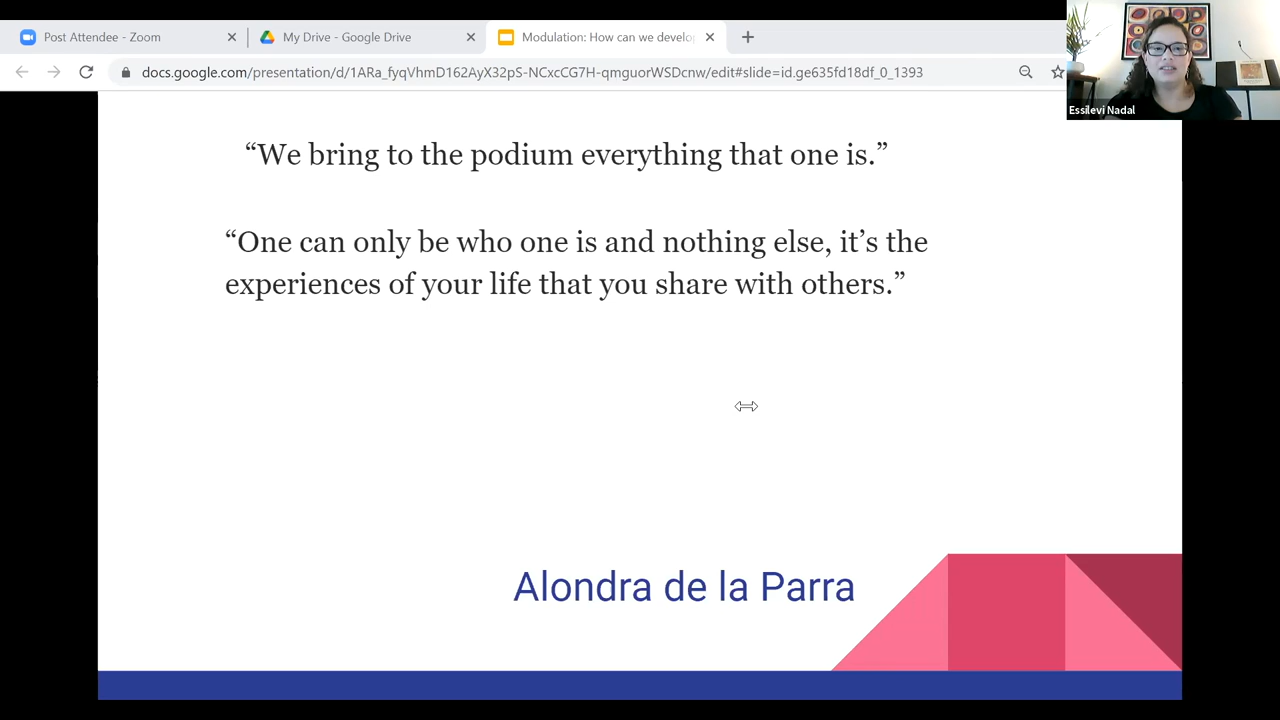 Post Attendee - Zoom
My Drive - Google Drive
Modulation: How can we develo
docs.google.com/presentation/d/1ARa_fyqVhmD162AyX32pS-NCxcCG7H-qmguorWSDcnw/edit#slide=id.ge635fd18df_0_1393
Essilevi Nadal
“We bring to the podium everything that one is.”
“One can only be who one is and nothing else, it’s the
experiences of your life that you share with others.”
Alondra de la Parra